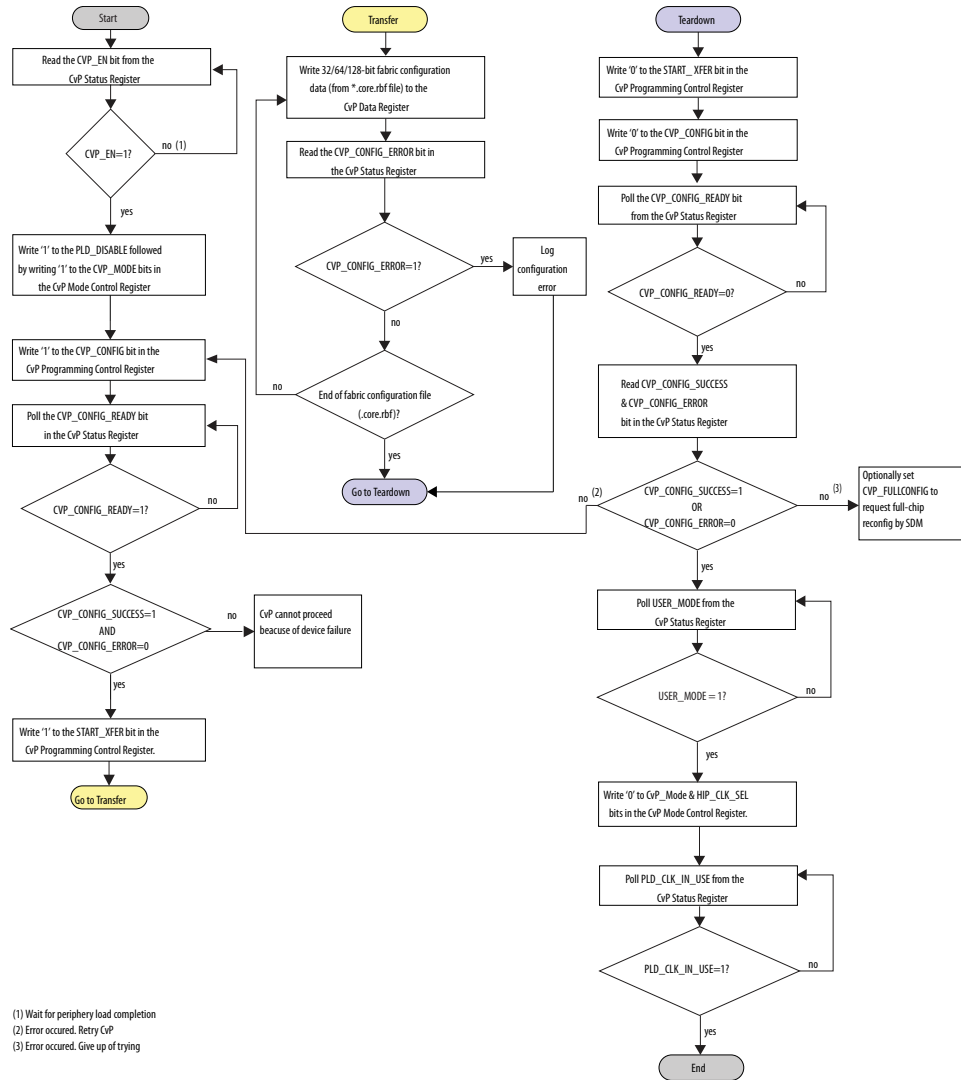 Start
Read the CVP_EN bit from the
CvP Status Register
CVP_EN=1?
no (1)
yes
Write ‘1’ to the PLD_DISABLE followed
by writing ‘1’ to the CVP_MODE bits in
the CvP Mode Control Register
Write ‘1’ to the CVP_CONFIG bit in the
CvP Programming Control Register
Poll the CVP_CONFIG_READY bit
in the CvP Status Register
CVP_CONFIG_READY=1?
no
yes
CVP_CONFIG_SUCCESS=1
AND
CVP_CONFIG_ERROR=0
no
CvP cannot proceed
beacuse of device failure
yes
Write ‘1’ to the START_XFER bit in the
CvP Programming Control Register.
Go to Transfer
Transfer
Write 32/64/128-bit fabric configuration
data (from *.core.rbf file) to the
CvP Data Register
Read the CVP_CONFIG_ERROR bit in
the CvP Status Register
CVP_CONFIG_ERROR=1?
yes
Log
configuration
error
no
End of fabric configuration file
(.core.rbf)?
no
yes
Go to Teardown
Teardown
Write ‘0’ to the START_XFER bit in the
CvP Programming Control Register
Write ‘0’ to the CVP_CONFIG bit in the
CvP Programming Control Register
Poll the CVP_CONFIG_READY bit
from the CvP Status Register
CVP_CONFIG_READY=0?
no
yes
Read CVP_CONFIG_SUCCESS
& CVP_CONFIG_ERROR
bit in the CvP Status Register
CVP_CONFIG_SUCCESS=1
OR
CVP_CONFIG_ERROR=0
no (2)
no (3)
Optionally set
CVP_FULLCONFIG to
request full-chip
reconfig by SDM
yes
Poll USER_MODE from the
CvP Status Register
USER_MODE = 1?
no
yes
Write ‘0’ to CvP_Mode & HIP_CLK_SEL
bits in the CvP Mode Control Register.
Poll PLD_CLK_IN_USE from the
CvP Status Register
PLD_CLK_IN_USE=1?
no
yes
End
(1) Wait for periphery load completion
(2) Error occured. Retry CvP
(3) Error occured. Give up of trying